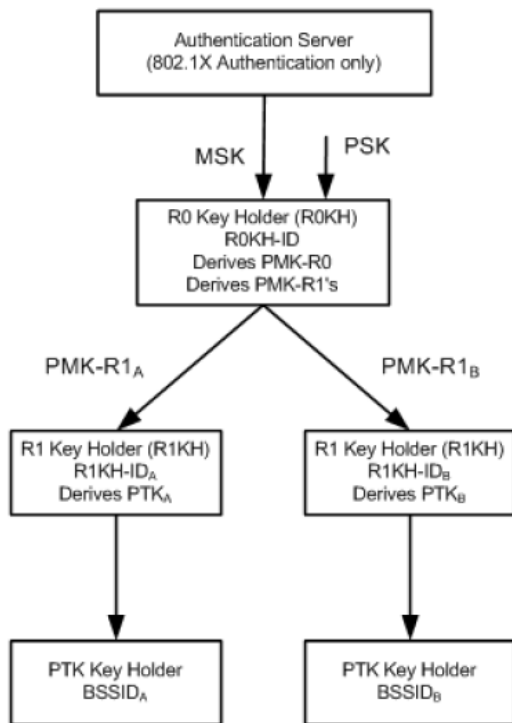 Authentication Server
(802.1X Authentication only)
MSK
PSK
R0 Key Holder (R0KH)
R0KH-ID
Derives PMK-R0
Derives PMK-R1's
PMK-R1A
PMK-R1B
R1 Key Holder (R1KH)
R1KH-IDA
Derives PTKA
R1 Key Holder (R1KH)
R1KH-IDB
Derives PTKB
PTK Key Holder
BSSIDA
PTK Key Holder
BSSIDB